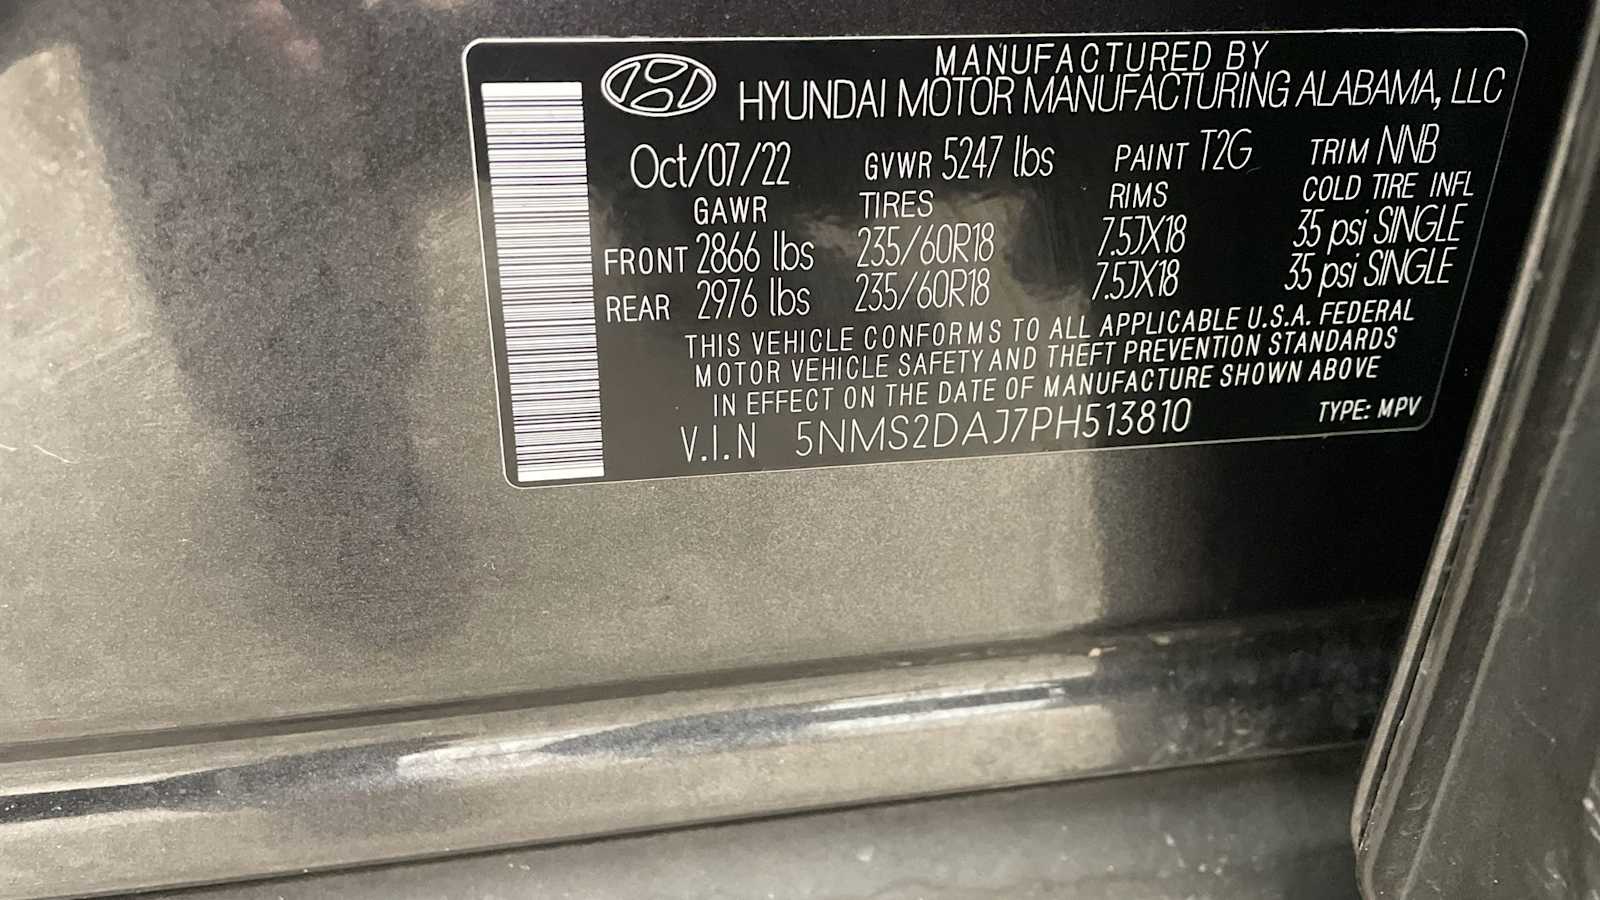 MANUFACTURED BY
HYUNDAI MOTOR MANUFACTURING ALABAMA, LLC
Oct/07/22 GVWR 5247 lbs PAINT T2G TRIM NNB
GAWR TIRES RIMS COLD TIRE INFL
FRONT 2866 lbs 235/60R18 7.5JX18 35 psi SINGLE
REAR 2976 lbs 235/60R18 7.5JX18 35 psi SINGLE
THIS VEHICLE CONFORMS TO ALL APPLICABLE U.S.A. FEDERAL
MOTOR VEHICLE SAFETY AND THEFT PREVENTION STANDARDS
IN EFFECT ON THE DATE OF MANUFACTURE SHOWN ABOVE
V.I.N 5NMS2DAJ7PH513810 TYPE: MPV